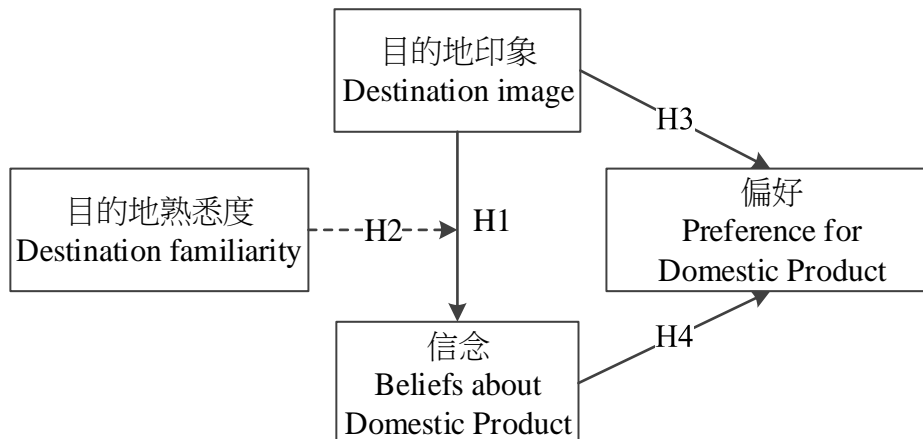 目的地印象
Destination image
H3
目的地熟悉度
Destination familiarity
H2
H1
偏好
Preference for
Domestic Product
信念
Beliefs about
Domestic Product
H4